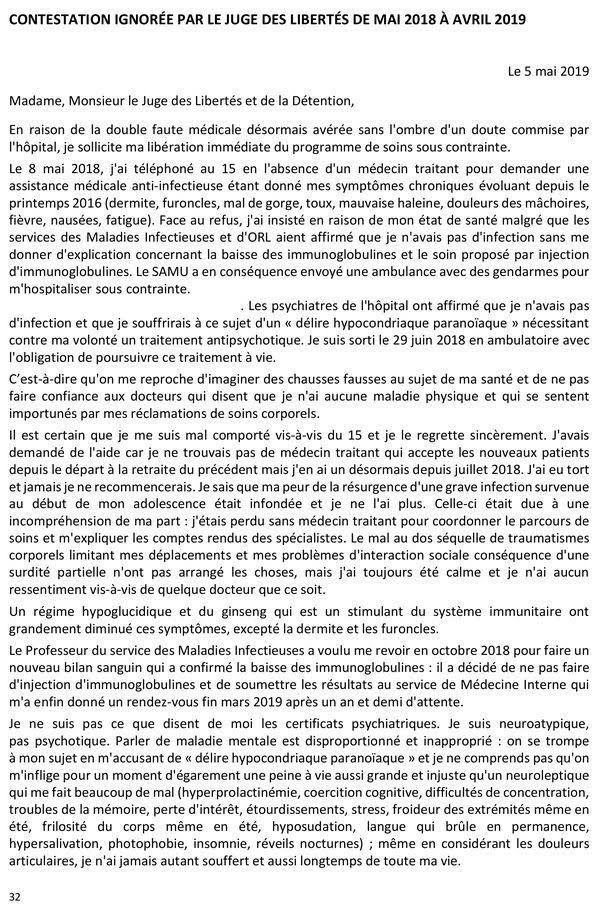 CONTESTATION IGNORÉE PAR LE JUGE DES LIBERTÉS DE MAI 2018 À AVRIL 2019
Le 5 mai 2019
Madame, Monsieur le Juge des Libertés et de la Détention,
En raison de la double faute médicale désormais avérée sans l'ombre d'un doute commise par
l'hôpital, je sollicite ma libération immédiate du programme de soins sous contrainte.
Le 8 mai 2018, j'ai téléphoné au 15 en l'absence d'un médecin traitant pour demander une
assistance médicale anti-infectieuse étant donné mes symptômes chroniques évoluant depuis le
printemps 2016 (dermite, furoncles, mal de gorge, toux, mauvaise haleine, douleurs des mâchoires,
fièvre, nausées, fatigue). Face au refus, j'ai insisté en raison de mon état de santé malgré que les
services des Maladies Infectieuses et d'ORL aient affirmé que je n'avais pas d'infection sans me
donner d'explication concernant la baisse des immunoglobulines et le soin proposé par injection
d'immunoglobulines. Le SAMU a en conséquence envoyé une ambulance avec des gendarmes pour
m'hospitaliser sous contrainte.
. Les psychiatres de l'hôpital ont affirmé que je n'avais pas
d'infection et que je souffrirais à ce sujet d'un « délire hypocondriaque paranoïaque » nécessitant
contre ma volonté un traitement antipsychotique. Je suis sorti le 29 juin 2018 en ambulatoire avec
l'obligation de poursuivre ce traitement à vie.
C’est-à-dire qu'on me reproche d'imaginer des chausses fausses au sujet de ma santé et de ne pas
faire confiance aux docteurs qui disent que je n'ai aucune maladie physique et qui se sentent
importunés par mes réclamations de soins corporels.
Il est certain que je me suis mal comporté vis-à-vis du 15 et je le regrette sincèrement. J'avais
demandé de l'aide car je ne trouvais pas de médecin traitant qui accepte les nouveaux patients
depuis le départ à la retraite du précédent mais j'en ai un désormais depuis juillet 2018. J'ai eu tort
et jamais je ne recommencerais. Je sais que ma peur de la résurgence d'une grave infection survenue
au début de mon adolescence était infondée et je ne l'ai plus. Celle-ci était due à une
incompréhension de ma part : j'étais perdu sans médecin traitant pour coordonner le parcours de
soins et m'expliquer les comptes rendus des spécialistes. Le mal au dos séquelle de traumatismes
corporels limitant mes déplacements et mes problèmes d'interaction sociale conséquence d'une
surdité partielle n'ont pas arrangé les choses, mais j'ai toujours été calme et je n'ai aucun
ressentiment vis-à-vis de quelque docteur que ce soit.
Un régime hypoglucidique et du ginseng qui est un stimulant du système immunitaire ont
grandement diminué ces symptômes, excepté la dermite et les furoncles.
Le Professeur du service des Maladies Infectieuses a voulu me revoir en octobre 2018 pour faire un
nouveau bilan sanguin qui a confirmé la baisse des immunoglobulines : il a décidé de ne pas faire
d'injection d'immunoglobulines et de soumettre les résultats au service de Médecine Interne qui
m'a enfin donné un rendez-vous fin mars 2019 après un an et demi d'attente.
Je ne suis pas ce que disent de moi les certificats psychiatriques. Je suis neuroatypique,
pas psychotique. Parler de maladie mentale est disproportionné et inapproprié : on se trompe
à mon sujet en m'accusant de « délire hypocondriaque paranoïaque » et je ne comprends pas qu'on
m'inflige pour un moment d'égarement une peine à vie aussi grande et injuste qu'un neuroleptique
qui me fait beaucoup de mal (hyperprolactinémie, coercition cognitive, difficultés de concentration,
troubles de la mémoire, perte d'intérêt, étourdissements, stress, froideur des extrémités même en
été, frilosité du corps même en été, hyposudation, langue qui brûle en permanence,
hypersalivation, photophobie, insomnie, réveils nocturnes) ; même en considérant les douleurs
articulaires, je n'ai jamais autant souffert et aussi longtemps de toute ma vie.
32